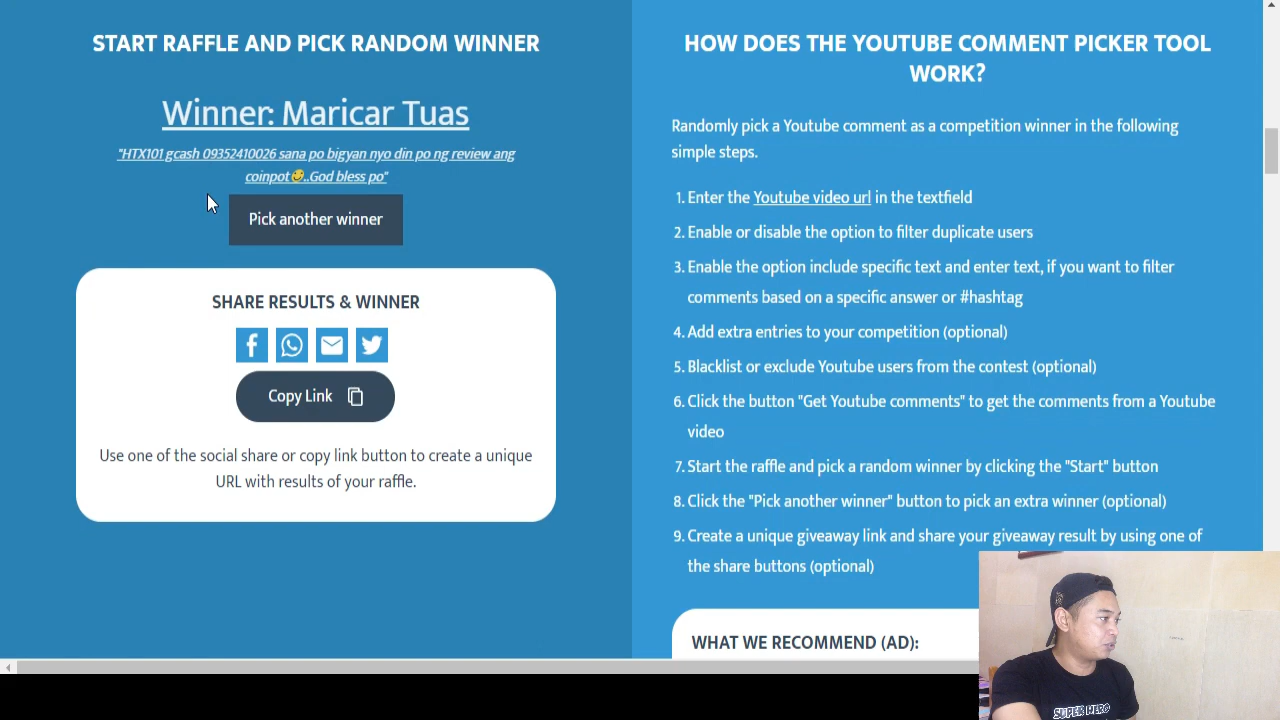 START RAFFLE AND PICK RANDOM WINNER
Winner: Maricar Tuas
"HTX101 gcash 09352410026 sana po bigyan nyo din po ng review ang
coinpot😜..God bless po"
Pick another winner
SHARE RESULTS & WINNER
Copy Link
Use one of the social share or copy link button to create a unique
URL with results of your raffle.
HOW DOES THE YOUTUBE COMMENT PICKER TOOL
WORK?
Randomly pick a Youtube comment as a competition winner in the following
simple steps.
1. Enter the Youtube video url in the textfield
2. Enable or disable the option to filter duplicate users
3. Enable the option include specific text and enter text, if you want to filter
comments based on a specific answer or #hashtag
4. Add extra entries to your competition (optional)
5. Blacklist or exclude Youtube users from the contest (optional)
6. Click the button "Get Youtube comments" to get the comments from a Youtube
video
7. Start the raffle and pick a random winner by clicking the "Start" button
8. Click the "Pick another winner" button to pick an extra winner (optional)
9. Create a unique giveaway link and share your giveaway result by using one of
the share buttons (optional)
WHAT WE RECOMMEND (AD):
SUPER HERO